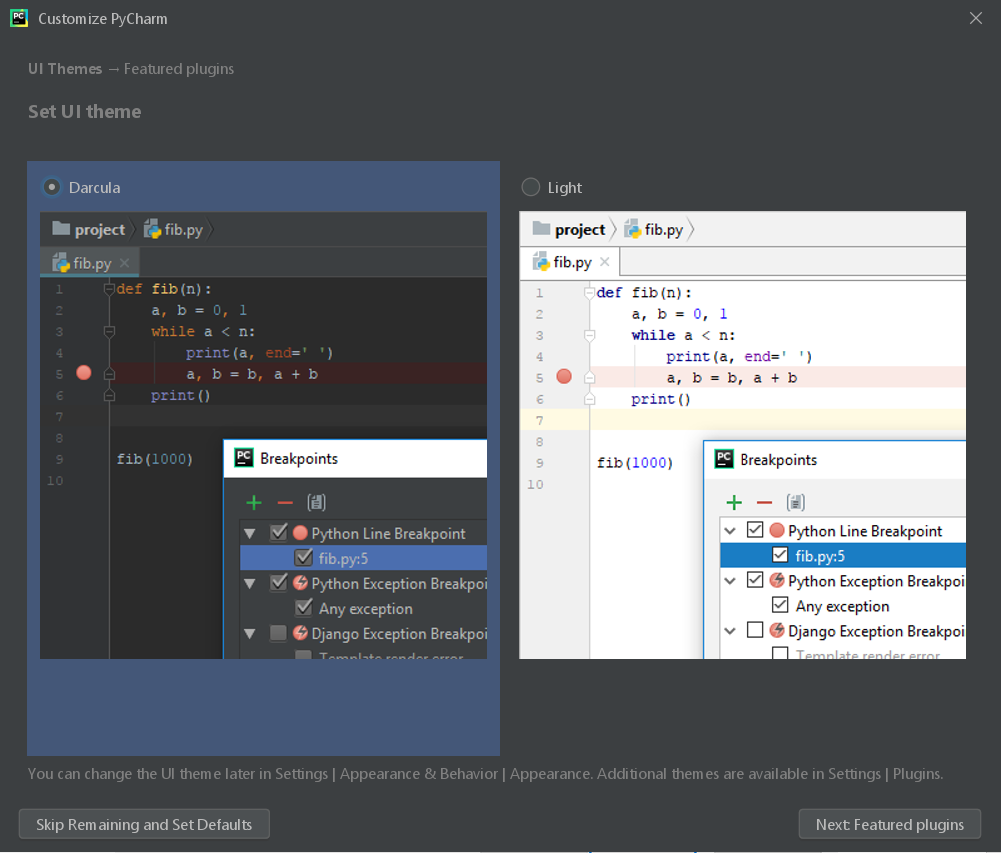 PC Customize PyCharm
UI Themes → Featured plugins
Set UI theme
Darcula
project fib.py
fib.py
1 def fib(n):
2 a, b = 0, 1
3 while a < n:
4 print(a, end=' ')
5 a, b = b, a + b
6 print()
7
8
9 fib(1000)
10
PC Breakpoints
Python Line Breakpoint
fib.py:5
Python Exception Breakpoi
Any exception
Django Exception Breakpoi
Template render error
Light
project fib.py
fib.py
1 def fib(n):
2 a, b = 0, 1
3 while a < n:
4 print(a, end=' ')
5 a, b = b, a + b
6 print()
7
8
9 fib(1000)
10
PC Breakpoints
Python Line Breakpoint
fib.py:5
Python Exception Breakpoi
Any exception
Django Exception Breakpoi
Template render error
You can change the UI theme later in Settings | Appearance & Behavior | Appearance. Additional themes are available in Settings | Plugins.
Skip Remaining and Set Defaults
Next: Featured plugins